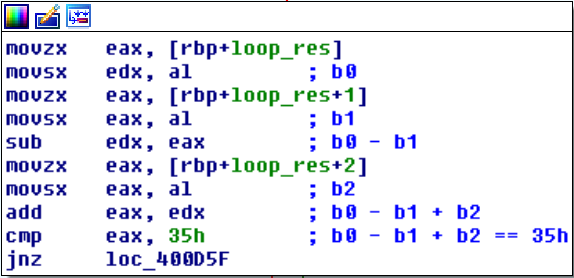 movzx eax, [rbp+loop_res]
movsx edx, al ; b0
movzx eax, [rbp+loop_res+1]
movsx eax, al ; b1
sub edx, eax ; b0 - b1
movzx eax, [rbp+loop_res+2]
movsx eax, al ; b2
add eax, edx ; b0 - b1 + b2
cmp eax, 35h ; b0 - b1 + b2 == 35h
jnz loc_400D5F